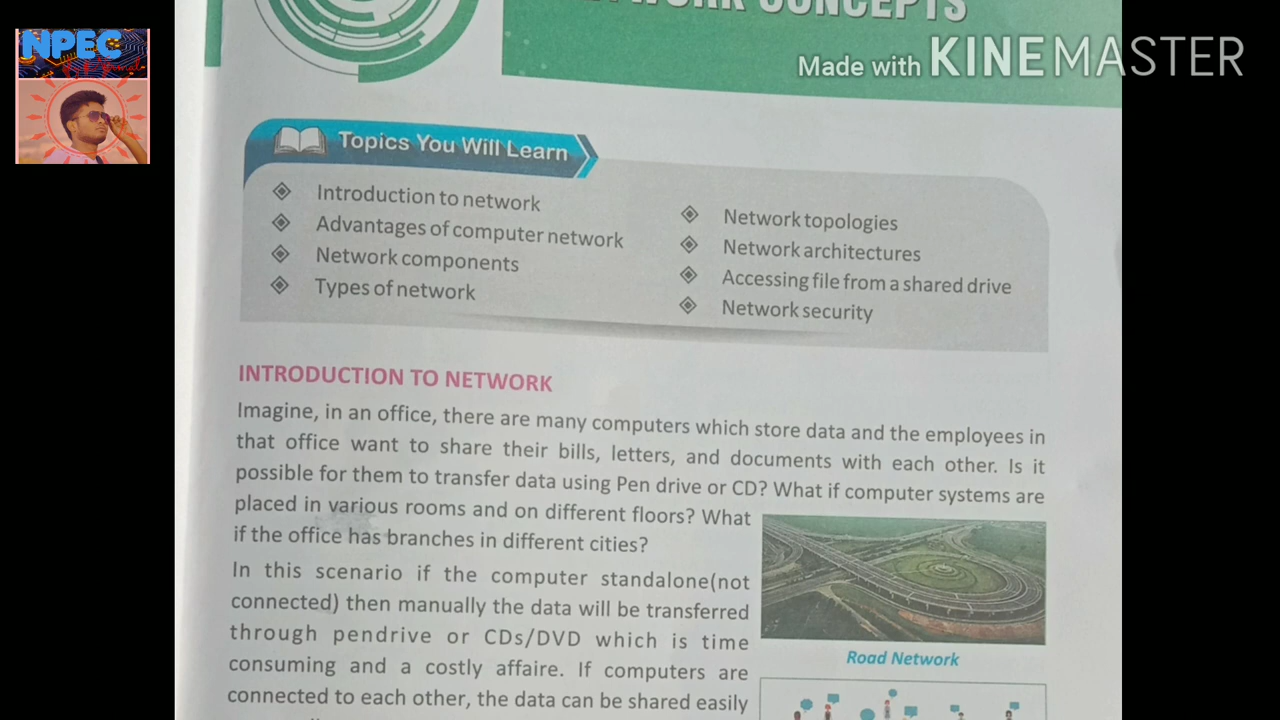 NPEC
NETWORK CONCEPTS
Made with KINEMASTER
Topics You Will Learn
Introduction to network
Advantages of computer network
Network components
Types of network
Network topologies
Network architectures
Accessing file from a shared drive
Network security
INTRODUCTION TO NETWORK
Imagine, in an office, there are many computers which store data and the employees in
that office want to share their bills, letters, and documents with each other. Is it
possible for them to transfer data using Pen drive or CD? What if computer systems are
placed in various rooms and on different floors? What
if the office has branches in different cities?
In this scenario if the computer standalone(not
connected) then manually the data will be transferred
through pendrive or CDs/DVD which is time
consuming and a costly affaire. If computers are
connected to each other, the data can be shared easily
Road Network